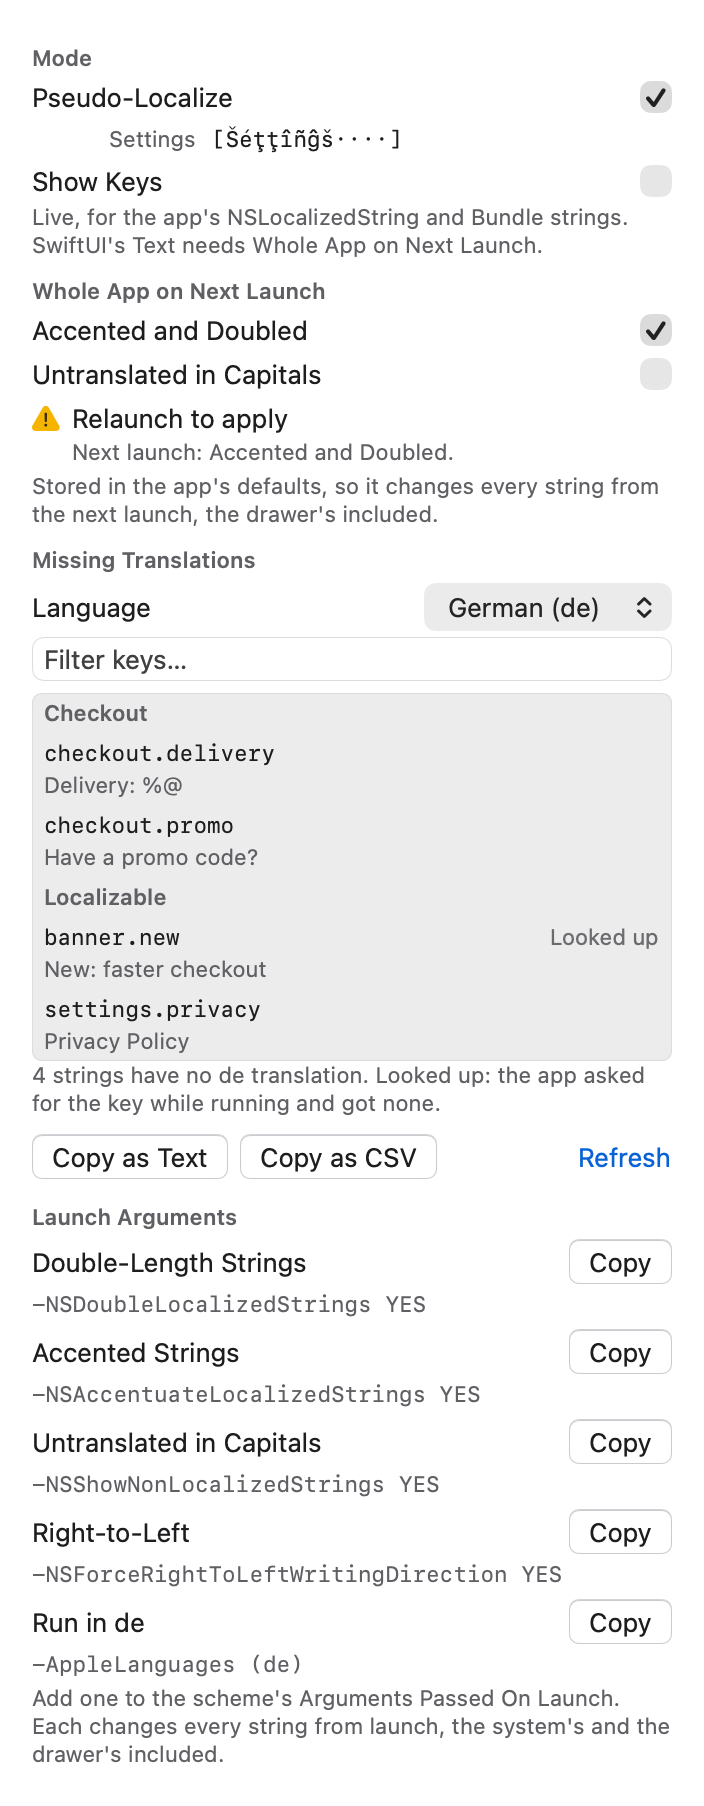 Mode
Pseudo-Localize
Settings [Šéţţîñĝš····]
Show Keys
Live, for the app's NSLocalizedString and Bundle strings.
SwiftUI's Text needs Whole App on Next Launch.
Whole App on Next Launch
Accented and Doubled
Untranslated in Capitals
Relaunch to apply
Next launch: Accented and Doubled.
Stored in the app's defaults, so it changes every string from
the next launch, the drawer's included.
Missing Translations
Language German (de)
Filter keys...
Checkout
checkout.delivery
Delivery: %@
checkout.promo
Have a promo code?
Localizable
banner.new Looked up
New: faster checkout
settings.privacy
Privacy Policy
4 strings have no de translation. Looked up: the app asked
for the key while running and got none.
Copy as Text Copy as CSV Refresh
Launch Arguments
Double-Length Strings Copy
–NSDoubleLocalizedStrings YES
Accented Strings Copy
–NSAccentuateLocalizedStrings YES
Untranslated in Capitals Copy
–NSShowNonLocalizedStrings YES
Right-to-Left Copy
–NSForceRightToLeftWritingDirection YES
Run in de Copy
–AppleLanguages (de)
Add one to the scheme's Arguments Passed On Launch.
Each changes every string from launch, the system's and the
drawer's included.